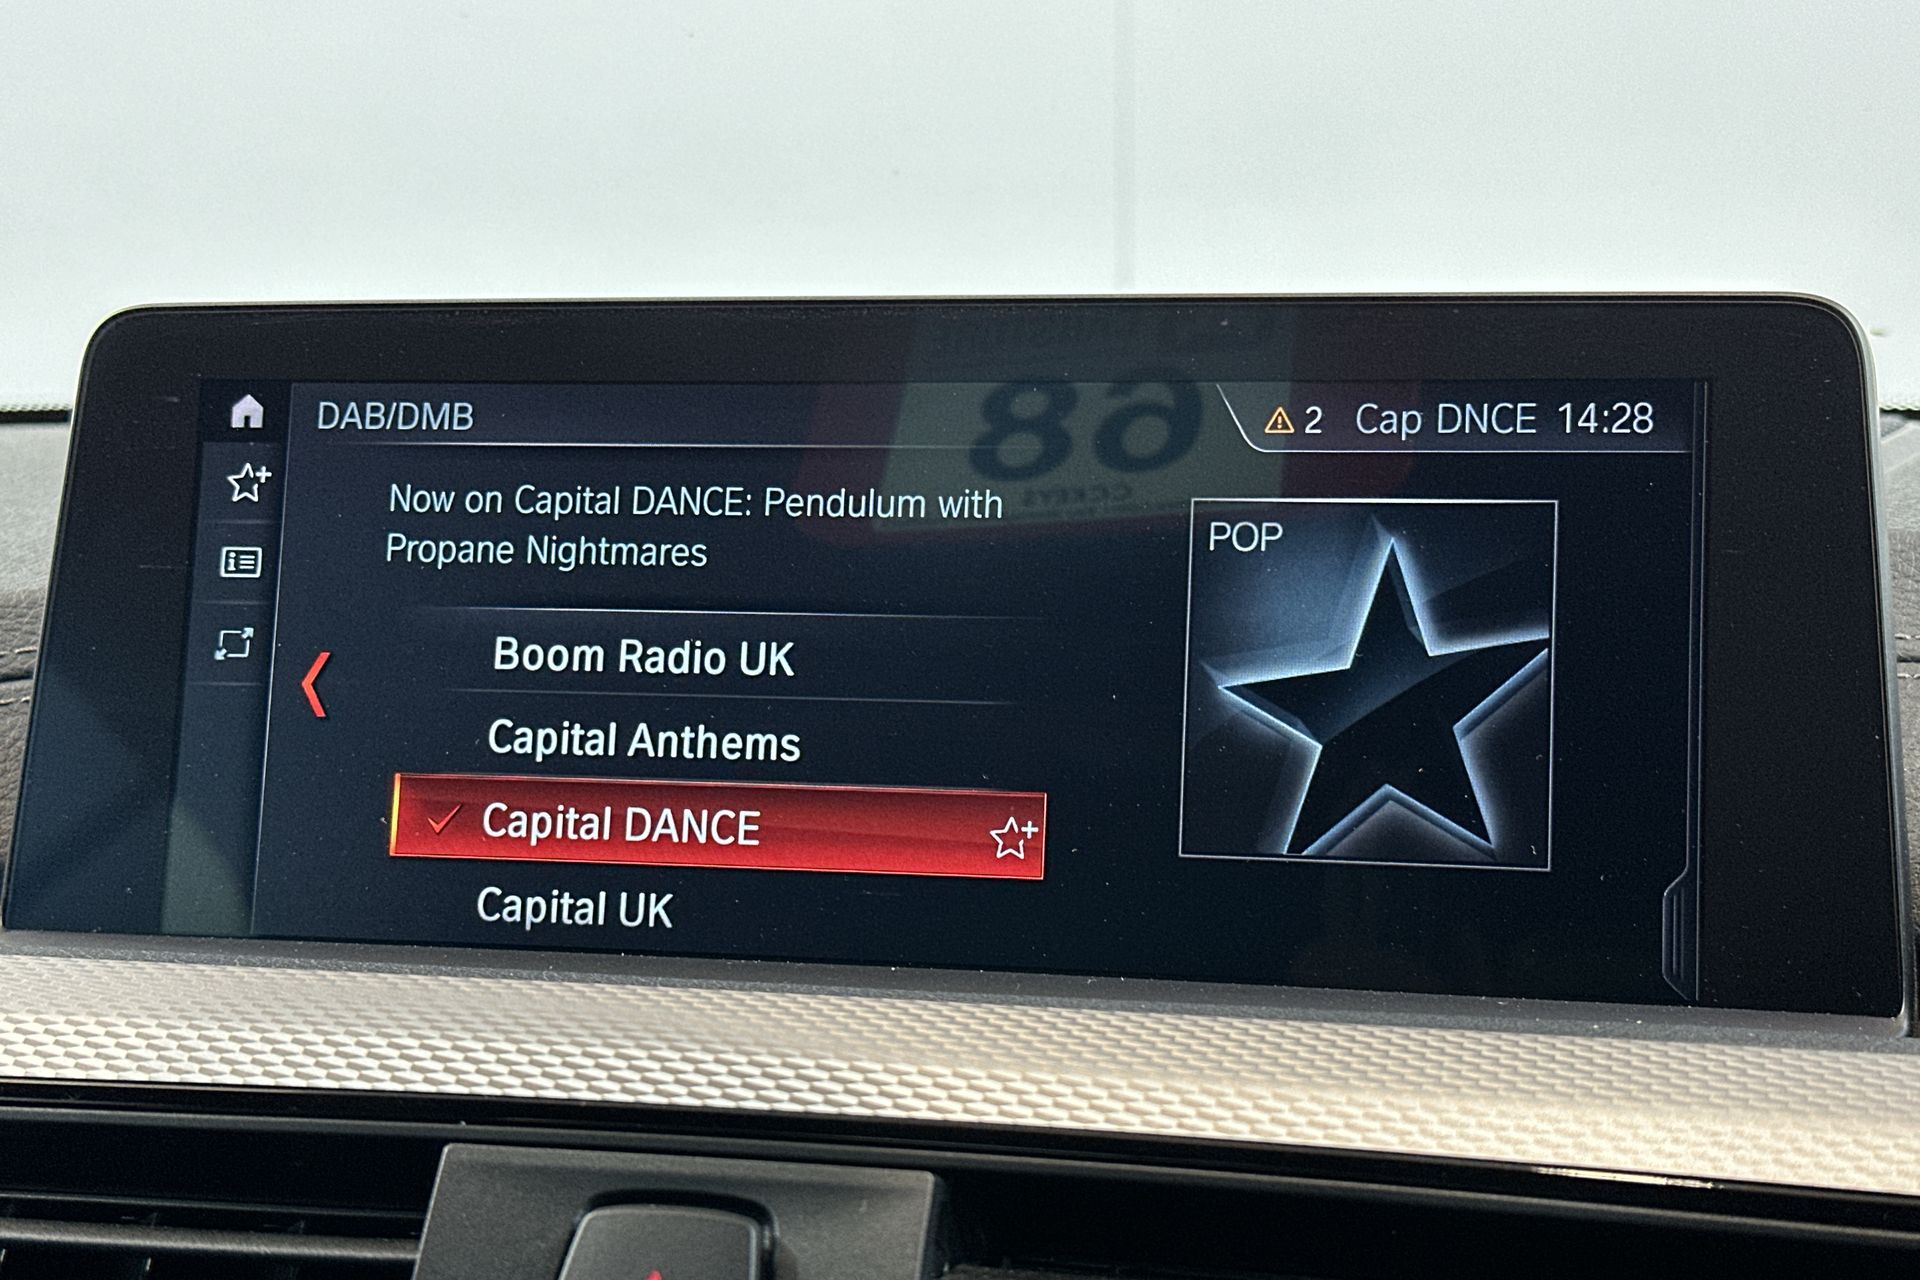 DAB/DMB
2 Cap DNCE 14:28
Now on Capital DANCE: Pendulum with
Propane Nightmares
POP
Boom Radio UK
Capital Anthems
Capital DANCE
Capital UK
68